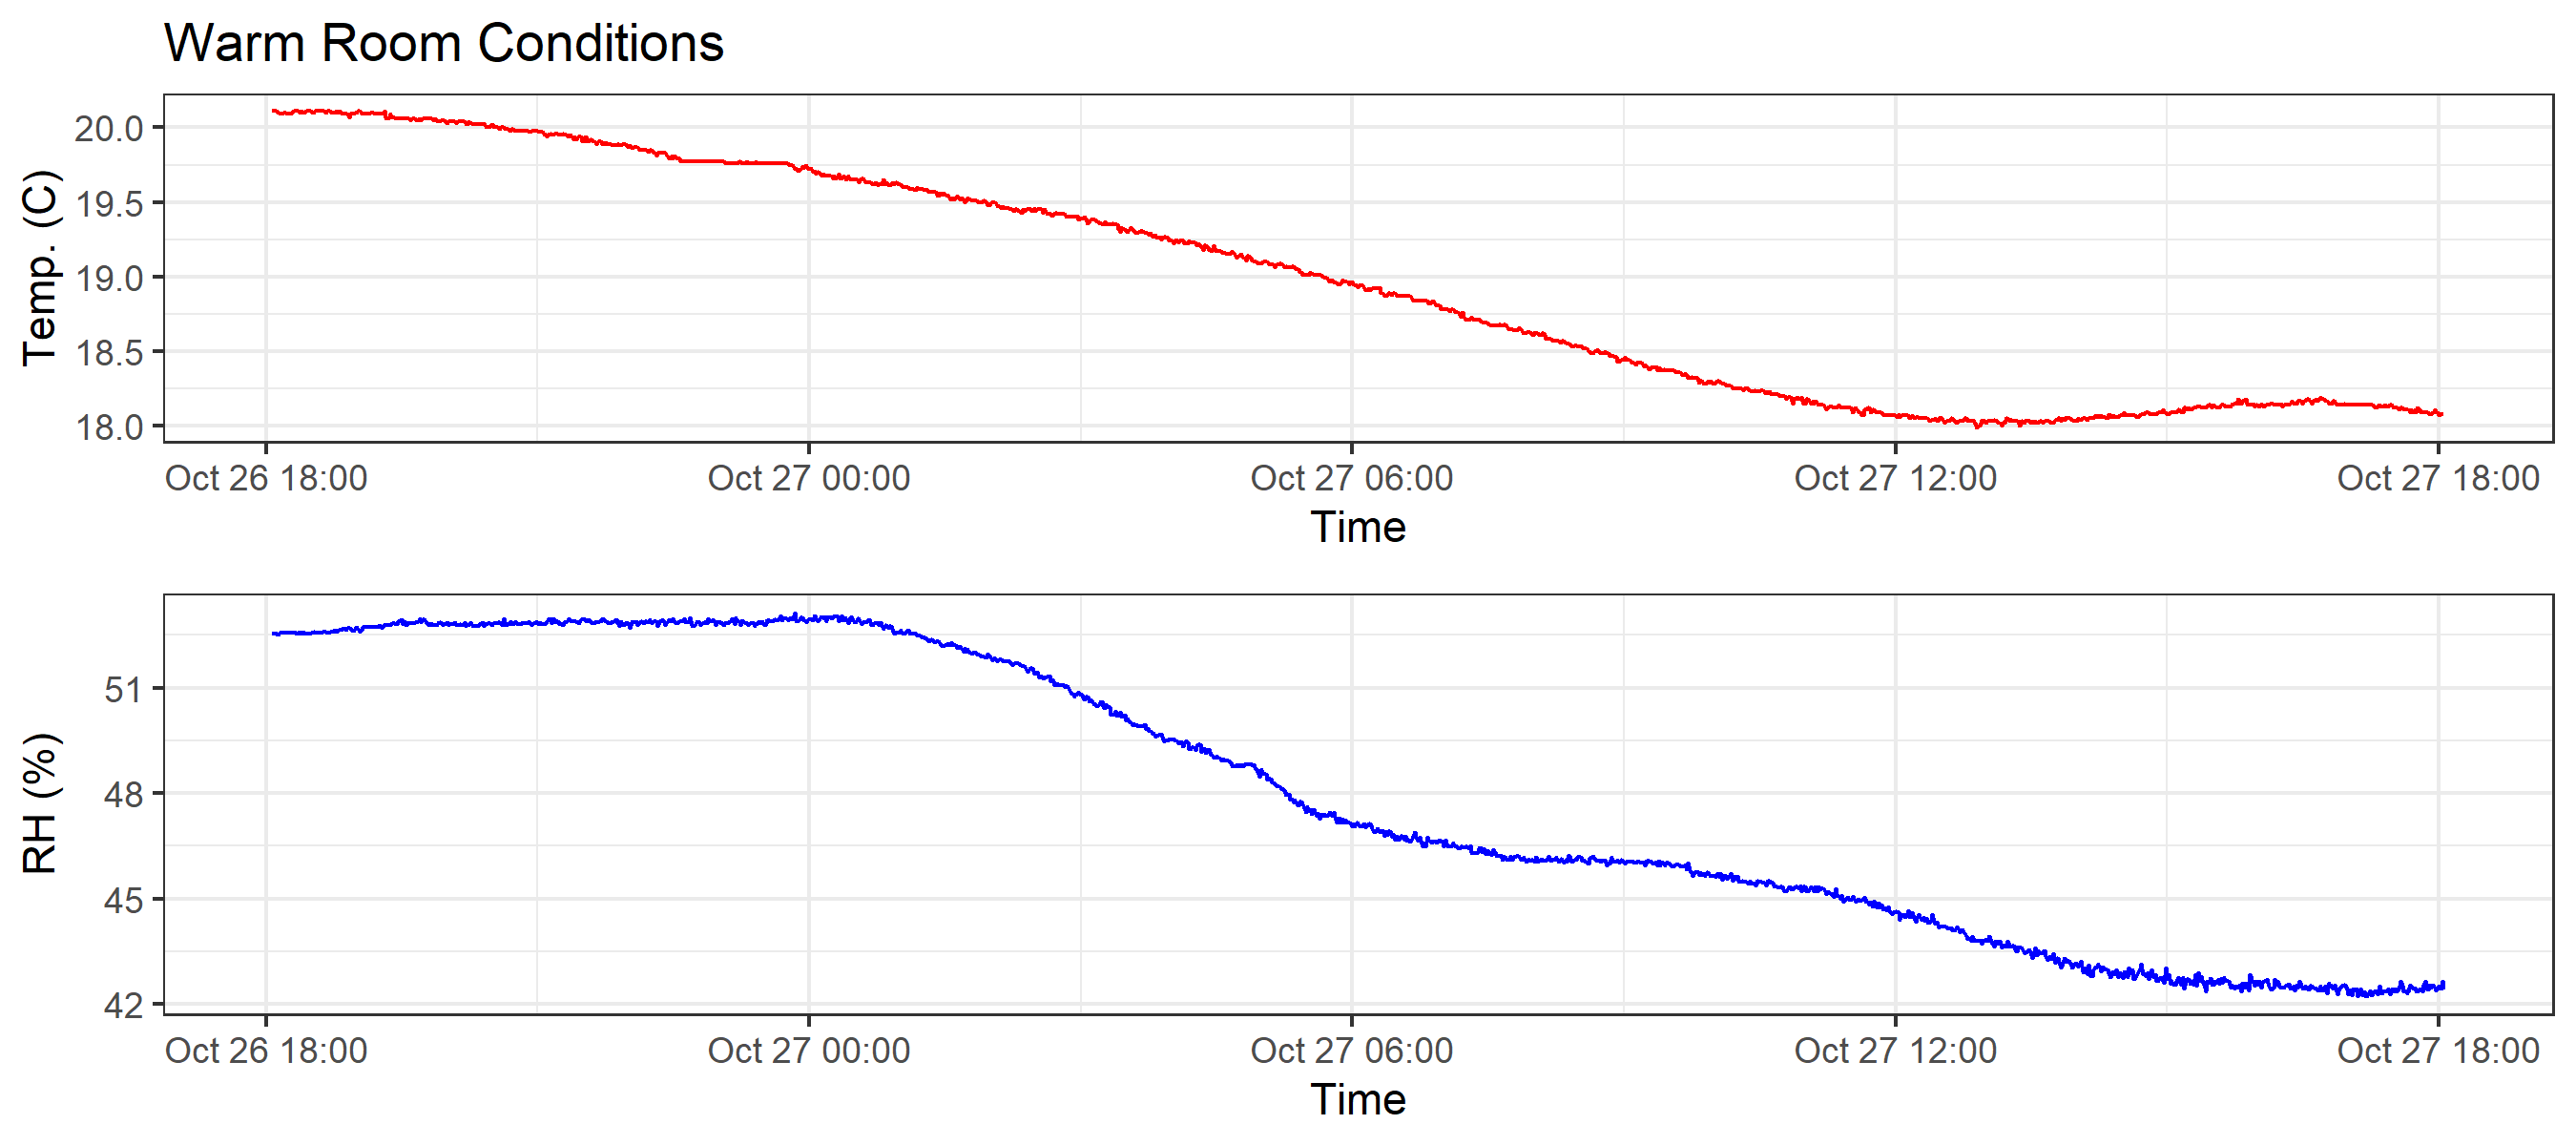 Warm Room Conditions
Temp. (C)
20.0
19.5
19.0
18.5
18.0
Oct 26 18:00 Oct 27 00:00 Oct 27 06:00 Oct 27 12:00 Oct 27 18:00
Time
RH (%)
51
48
45
42
Oct 26 18:00 Oct 27 00:00 Oct 27 06:00 Oct 27 12:00 Oct 27 18:00
Time